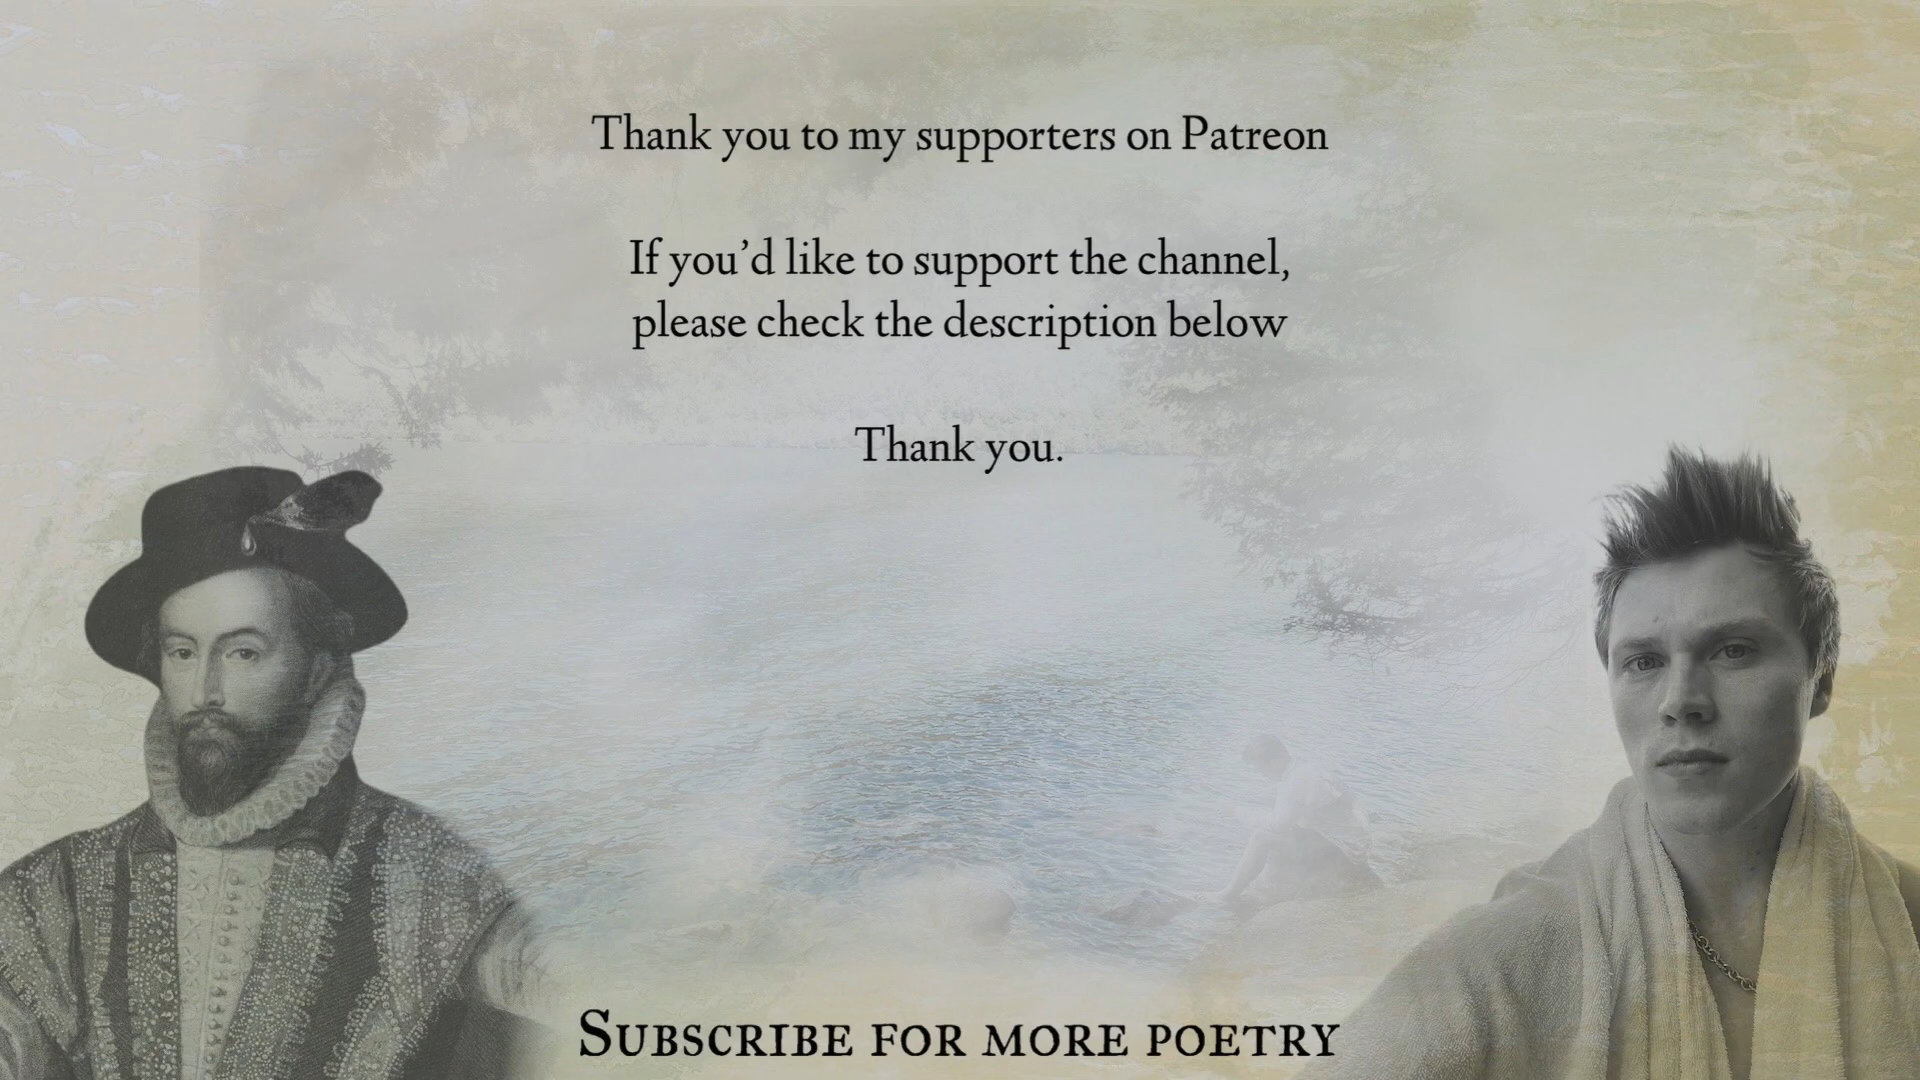 Thank you to my supporters on Patreon
If you’d like to support the channel,
please check the description below
Thank you.
Subscribe for more poetry